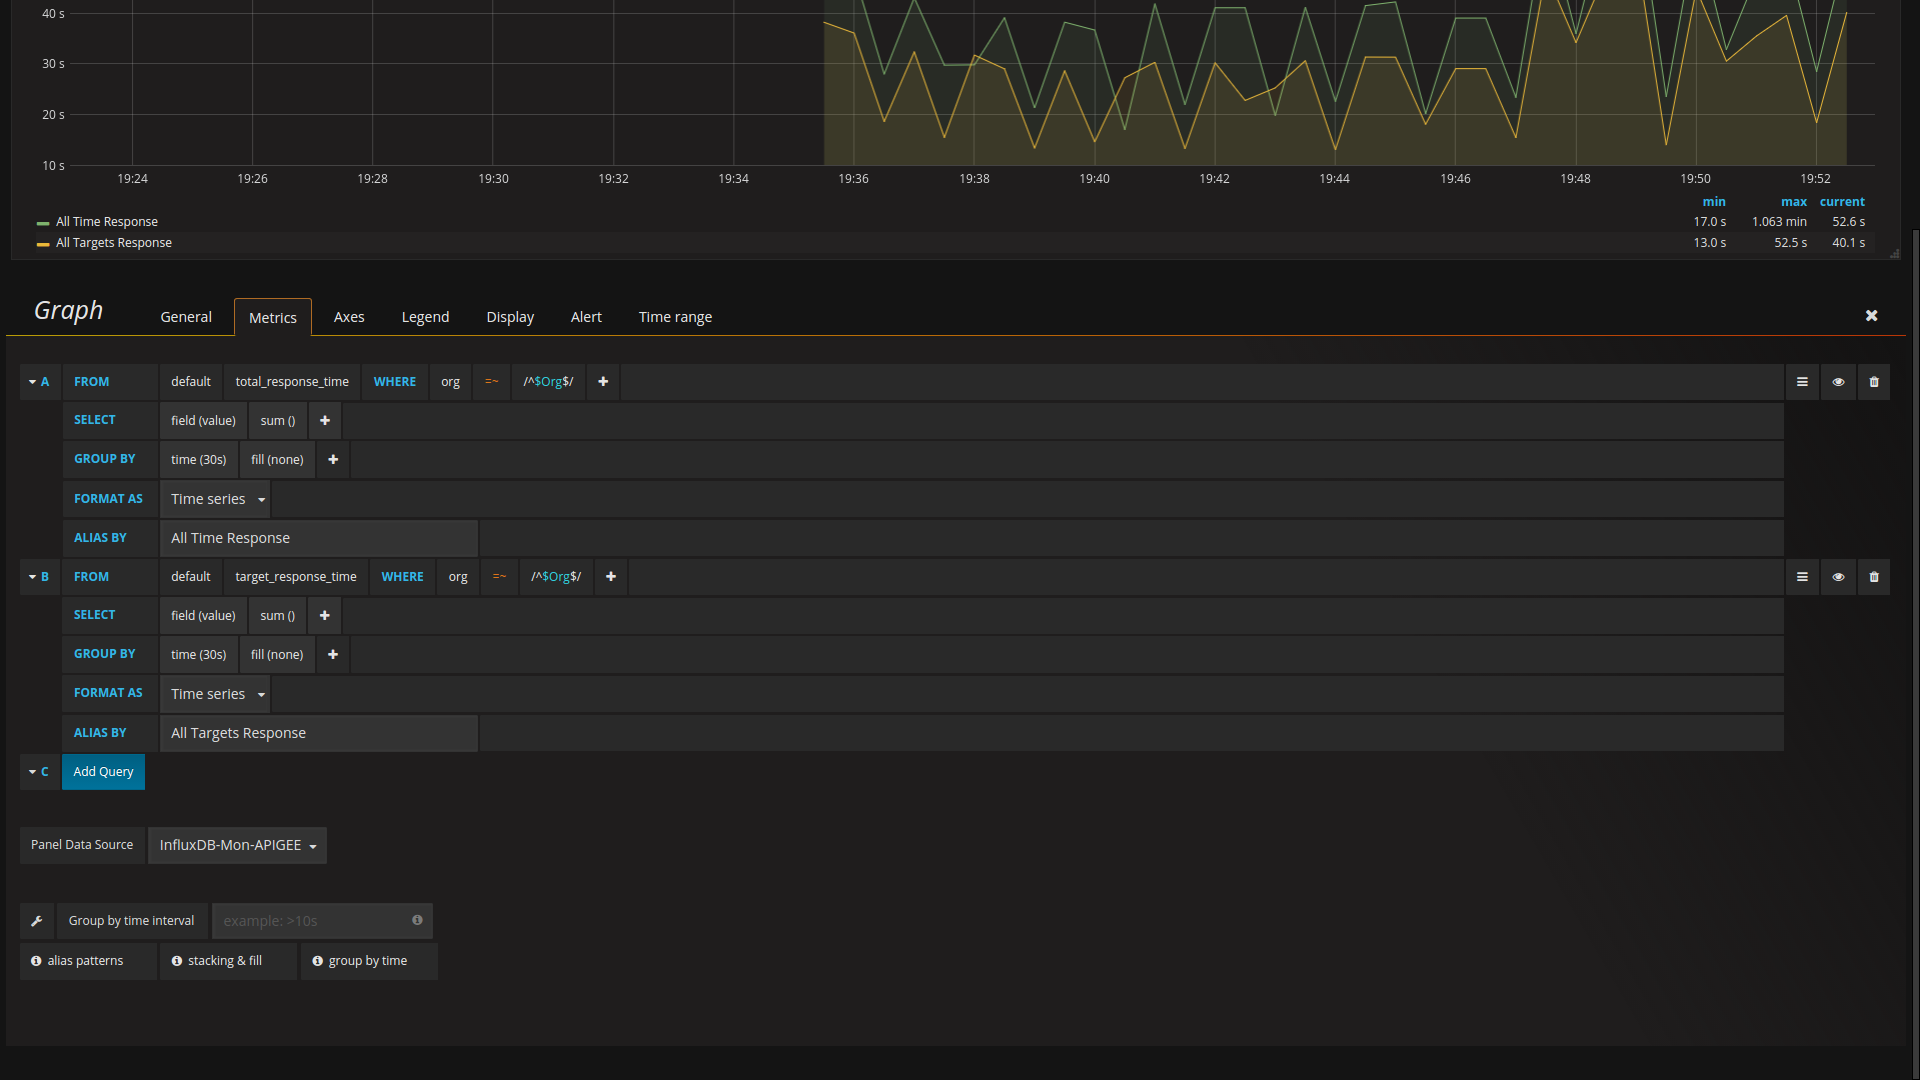 40 s
30 s
20 s
10 s
19:24 19:26 19:28 19:30 19:32 19:34 19:36 19:38 19:40 19:42 19:44 19:46 19:48 19:50 19:52
min max current
All Time Response 17.0 s 1.063 min 52.6 s
All Targets Response 13.0 s 52.5 s 40.1 s
Graph General Metrics Axes Legend Display Alert Time range
A FROM default total_response_time WHERE org =~ /^$Org$/
SELECT field (value) sum ()
GROUP BY time (30s) fill (none)
FORMAT AS Time series
ALIAS BY All Time Response
B FROM default target_response_time WHERE org =~ /^$Org$/
SELECT field (value) sum ()
GROUP BY time (30s) fill (none)
FORMAT AS Time series
ALIAS BY All Targets Response
C Add Query
Panel Data Source InfluxDB-Mon-APIGEE
Group by time interval example: >10s
alias patterns stacking & fill group by time